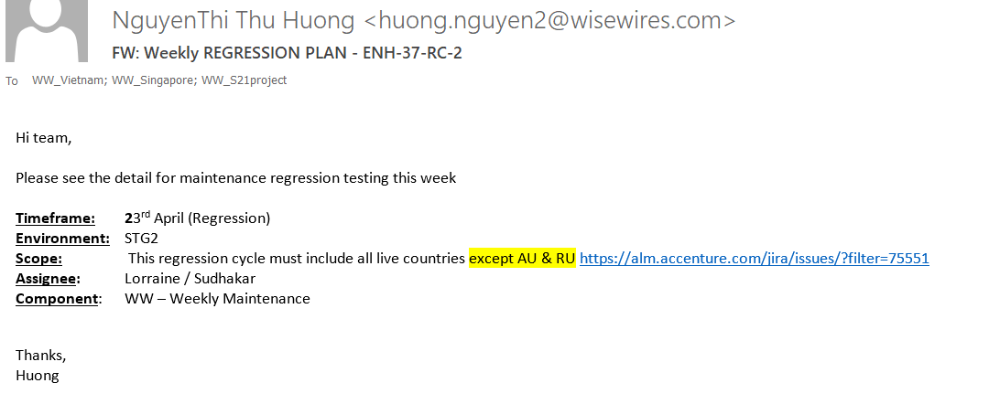 NguyenThi Thu Huong <huong.nguyen2@wisewires.com>
FW: Weekly REGRESSION PLAN - ENH-37-RC-2
To WW_Vietnam; WW_Singapore; WW_S21project
Hi team,
Please see the detail for maintenance regression testing this week
Timeframe: 23rd April (Regression)
Environment: STG2
Scope: This regression cycle must include all live countries except AU & RU https://alm.accenture.com/jira/issues/?filter=75551
Assignee: Lorraine / Sudhakar
Component: WW – Weekly Maintenance
Thanks,
Huong